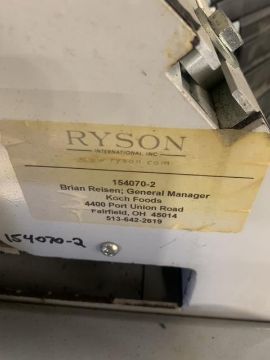 RYSON
INTERNATIONAL, INC.
www.ryson.com
154070-2
Brian Reisen; General Manager
Koch Foods
4400 Port Union Road
Fairfield, OH. 45014
513-642-2619
154070-2